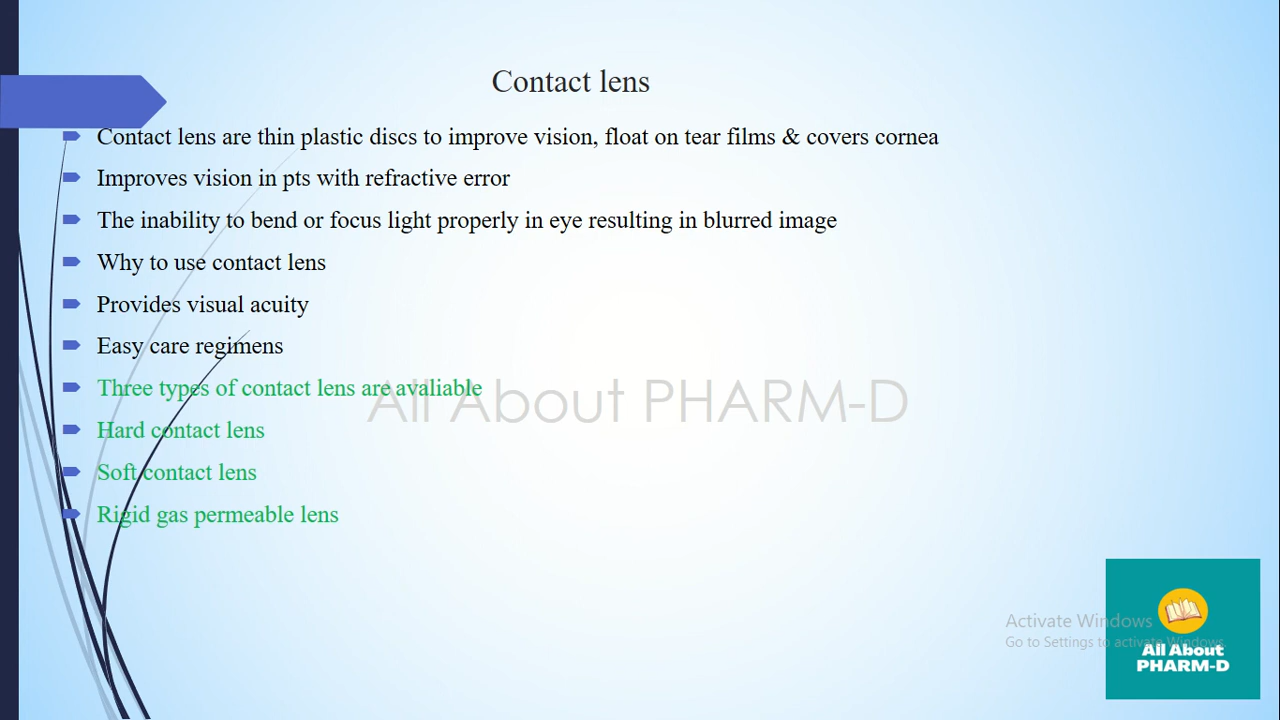 Contact lens
Contact lens are thin plastic discs to improve vision, float on tear films & covers cornea
Improves vision in pts with refractive error
The inability to bend or focus light properly in eye resulting in blurred image
Why to use contact lens
Provides visual acuity
Easy care regimens
Three types of contact lens are avaliable
All About PHARM-D
Hard contact lens
Soft contact lens
Rigid gas permeable lens
Activate Windows
Go to Settings to activate Windows.
All About
PHARM-D